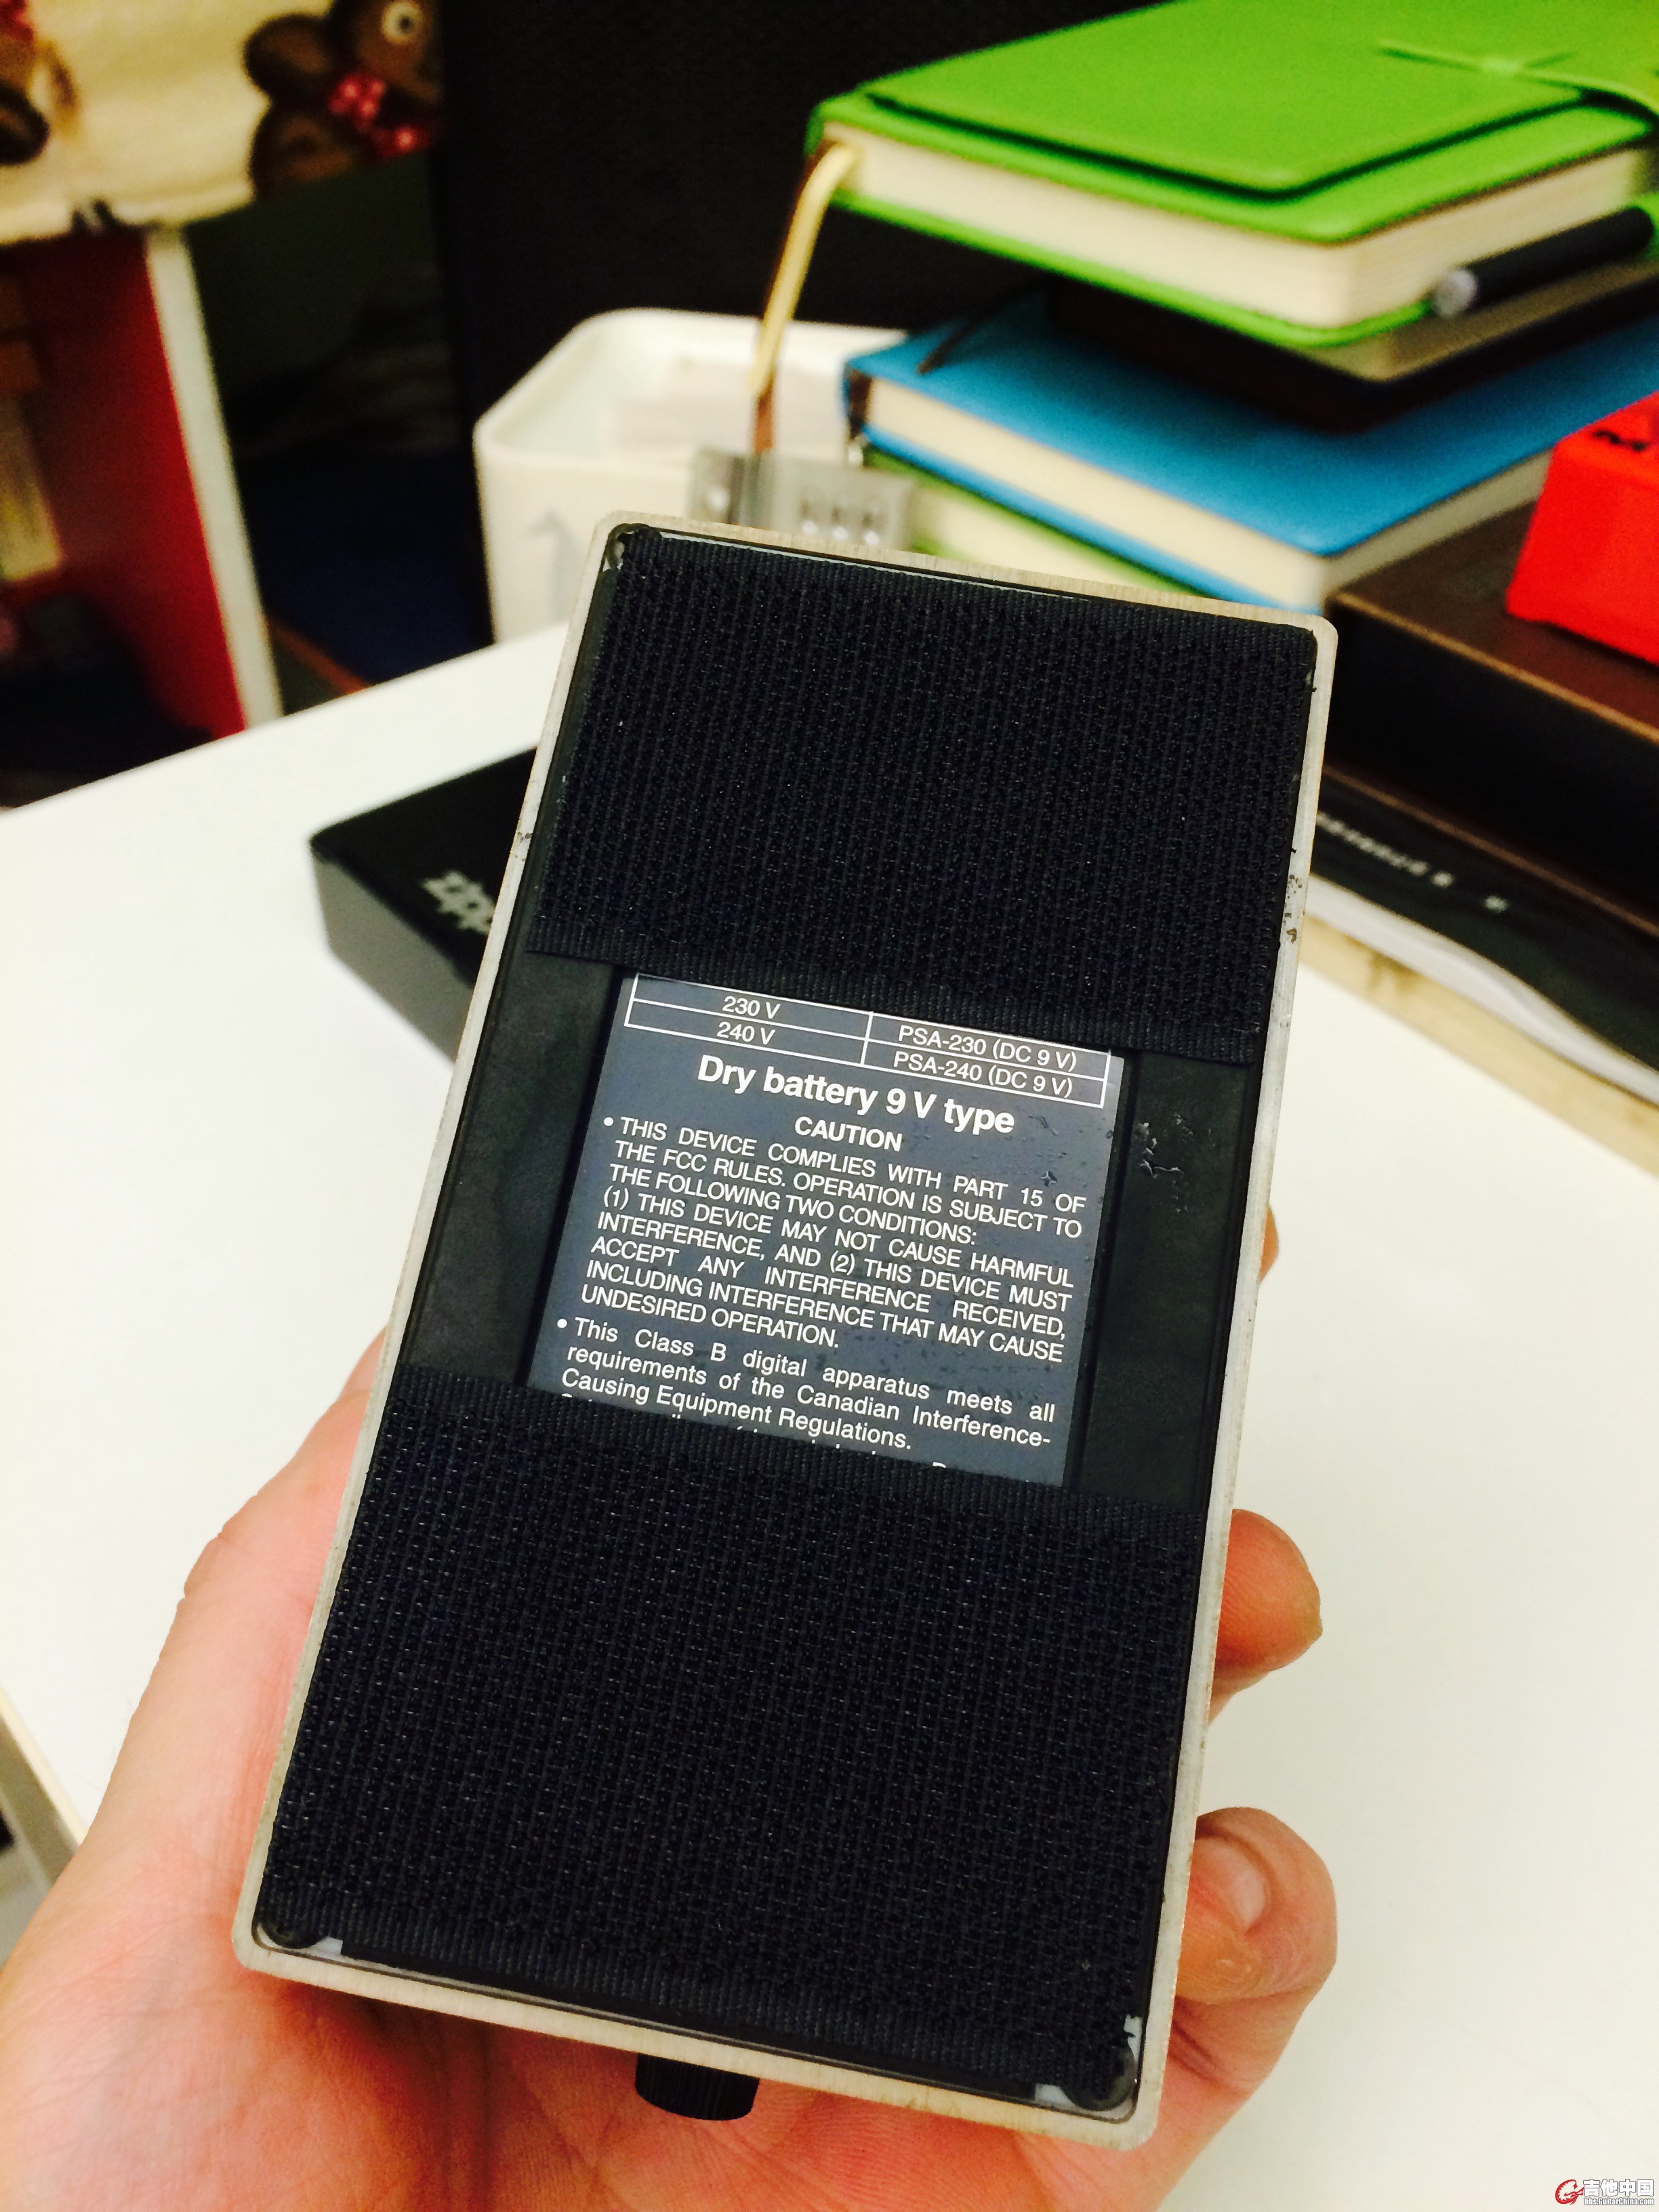 230 V PSA-230 (DC 9 V)
240 V PSA-240 (DC 9 V)
Dry battery 9 V type
CAUTION
• THIS DEVICE COMPLIES WITH PART 15 OF
THE FCC RULES. OPERATION IS SUBJECT TO
THE FOLLOWING TWO CONDITIONS:
(1) THIS DEVICE MAY NOT CAUSE HARMFUL
INTERFERENCE, AND (2) THIS DEVICE MUST
ACCEPT ANY INTERFERENCE RECEIVED,
INCLUDING INTERFERENCE THAT MAY CAUSE
UNDESIRED OPERATION.
• This Class B digital apparatus meets all
requirements of the Canadian Interference-
Causing Equipment Regulations.
吉他中国
bbs.GuitarChina.com